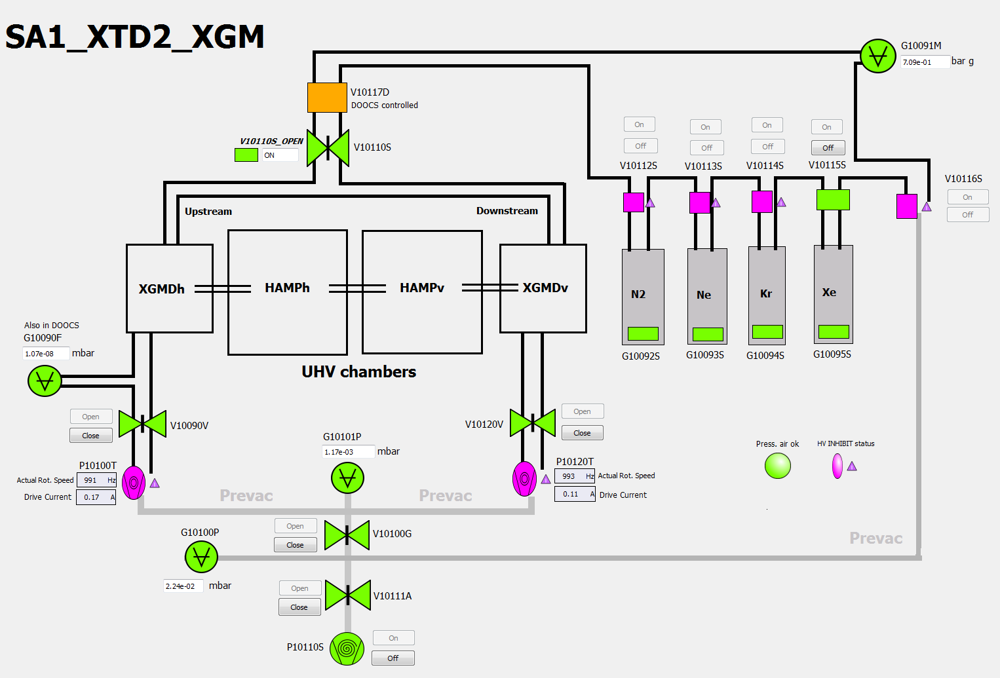 SA1_XTD2_XGM
G10091M
7.09e-01 bar g
V10117D
DOOCS controlled
V10110S_OPEN
ON
V10110S
On
On
On
On
Off
Off
Off
Off
V10112S
V10113S
V10114S
V10115S
V10116S
On
Off
Upstream
Downstream
XGMDh
HAMPh
HAMPv
XGMDv
N2
Ne
Kr
Xe
G10092S
G10093S
G10094S
G10095S
UHV chambers
Also in DOOCS
G10090F
1.07e-08 mbar
Open
Close
V10090V
V10120V
Open
Close
G10101P
1.17e-03 mbar
Press. air ok
HV INHIBIT status
P10100T
Actual Rot. Speed 991 Hz
Drive Current 0.17 A
P10120T
993 Hz Actual Rot. Speed
0.11 A Drive Current
Prevac
Prevac
Open
Close
V10100G
G10100P
2.24e-02 mbar
Prevac
Open
Close
V10111A
P10110S
On
Off